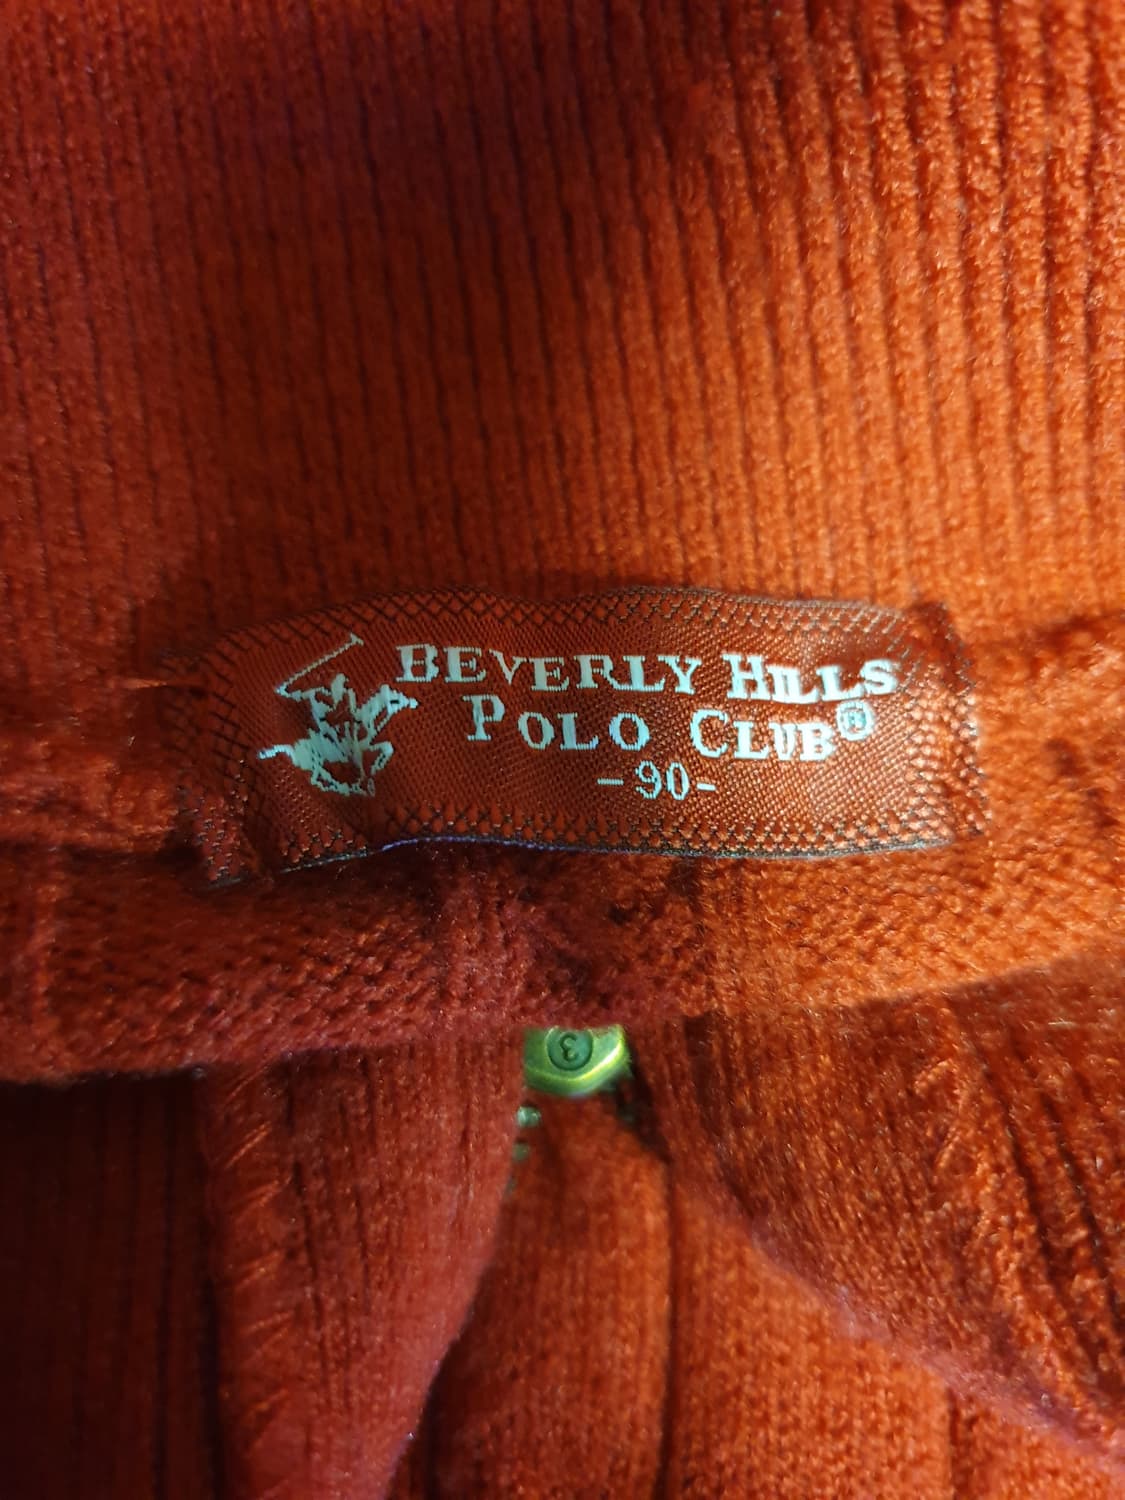 BEVERLY HILLS
POLO CLUB®
-90-
3